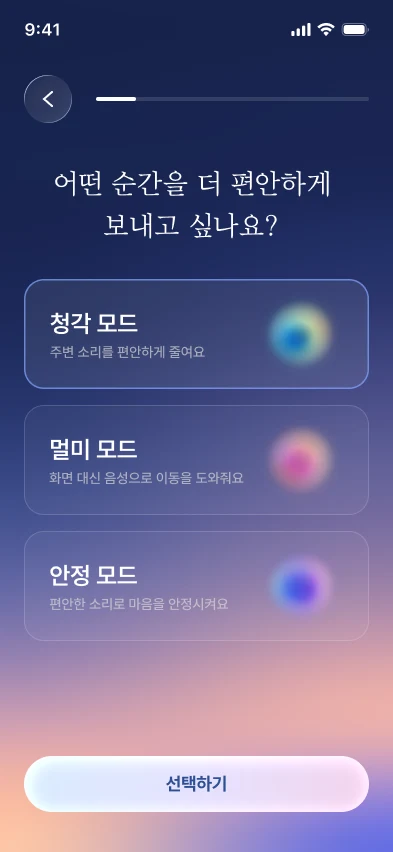 9:41
어떤 순간을 더 편안하게
보내고 싶나요?
청각 모드
주변 소리를 편안하게 줄여요
멀미 모드
화면 대신 음성으로 이동을 도와줘요
안정 모드
편안한 소리로 마음을 안정시켜요
선택하기